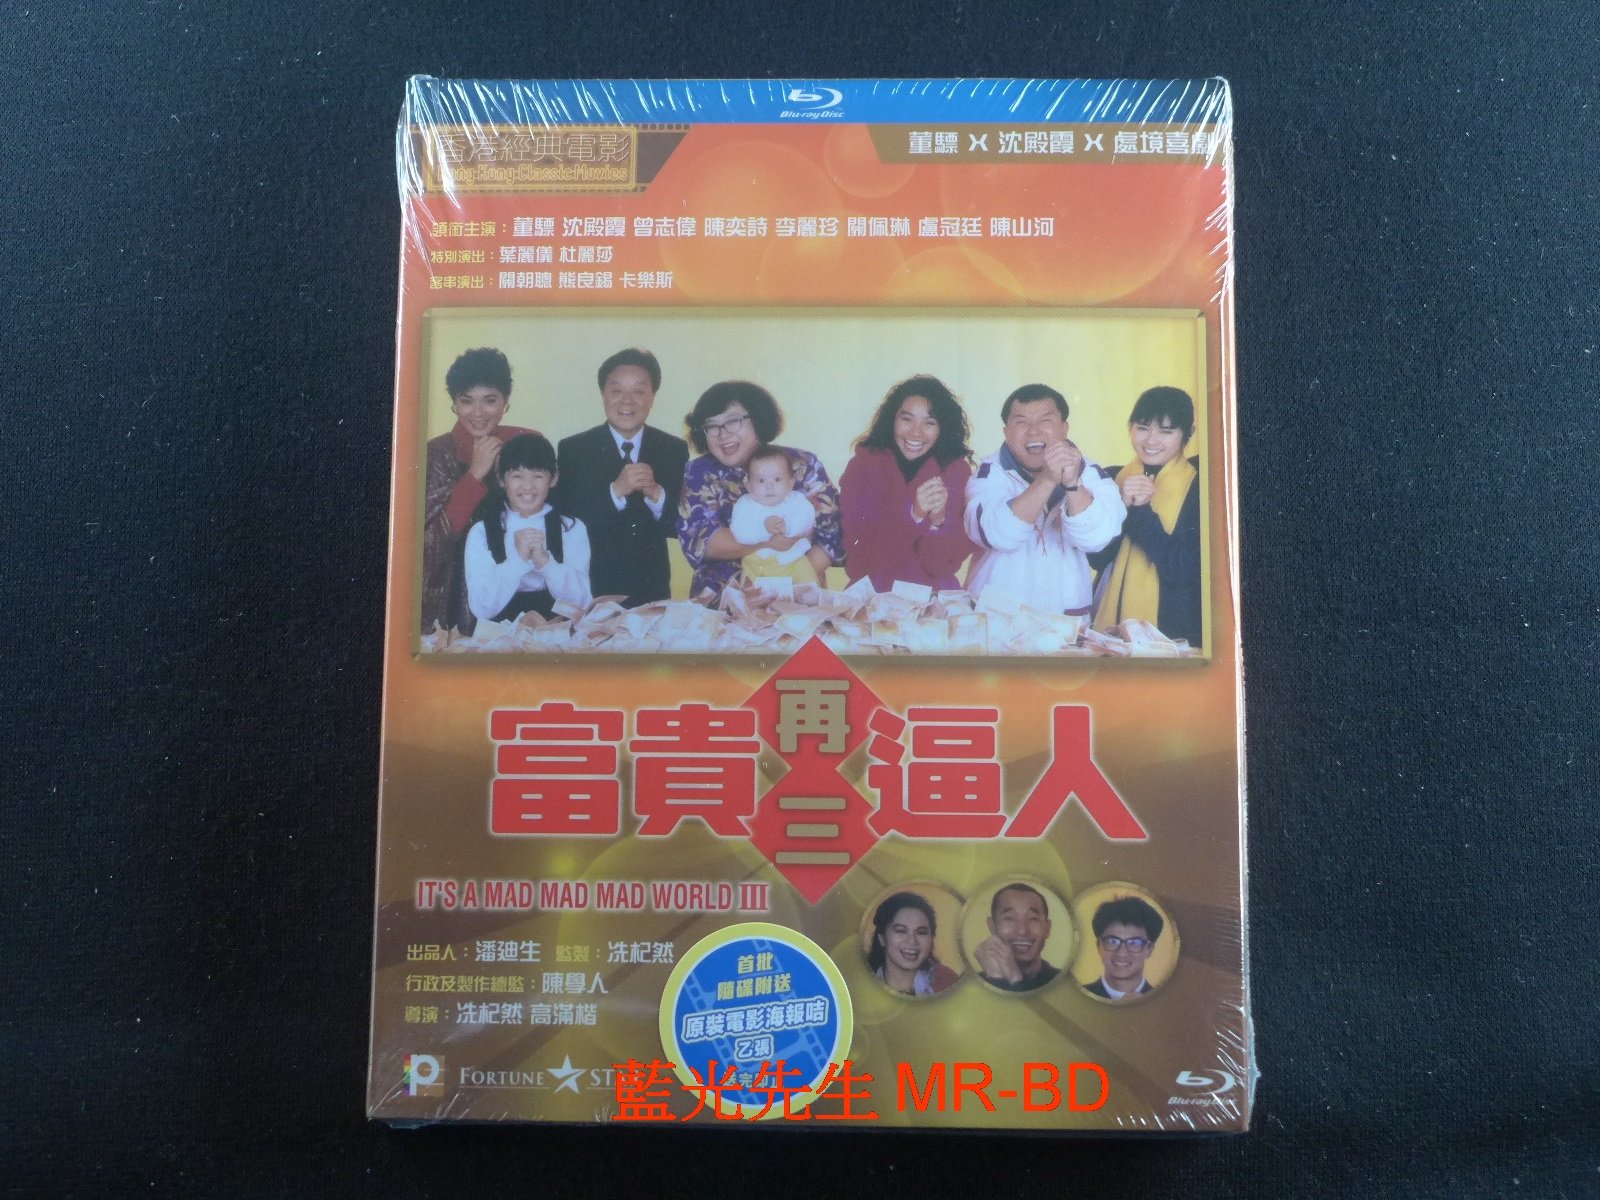 Blu-ray Disc
香港經典電影
Hong Kong Classic Movies
董驃 X 沈殿霞 X 處境喜劇
領銜主演：董驃 沈殿霞 曾志偉 陳奕詩 李麗珍 關佩琳 盧冠廷 陳山河
特別演出：葉麗儀 杜麗莎
客串演出：關朝聰 熊良錫 卡樂斯
富貴再三逼人
IT'S A MAD MAD MAD WORLD III
出品人：潘迪生 監製：冼杞然
行政及製作總監：陳學人
導演：冼杞然 高滿楷
首批
隨碟附送
原裝電影海報咭
乙張
送完即止
P
FORTUNE STAR
Blu-ray Disc
藍光先生 MR-BD